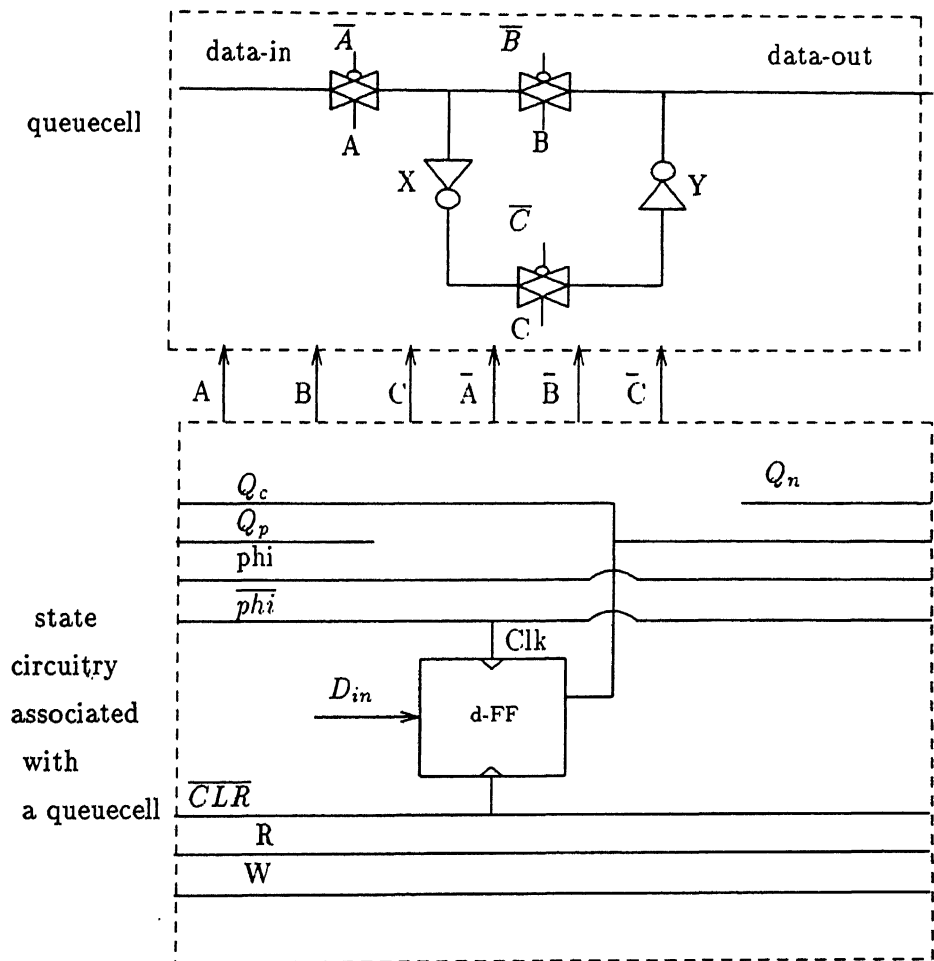 A̅ B̅
data-in data-out
queuecell
A B
X Y
C̅
C
A B C A̅ B̅ C̅
Q_c Q_n
Q_p
phi
p̅h̅i̅
state
Clk
circuitry
D_in
associated
d-FF
with
C̅L̅R̅
a queuecell
R
W